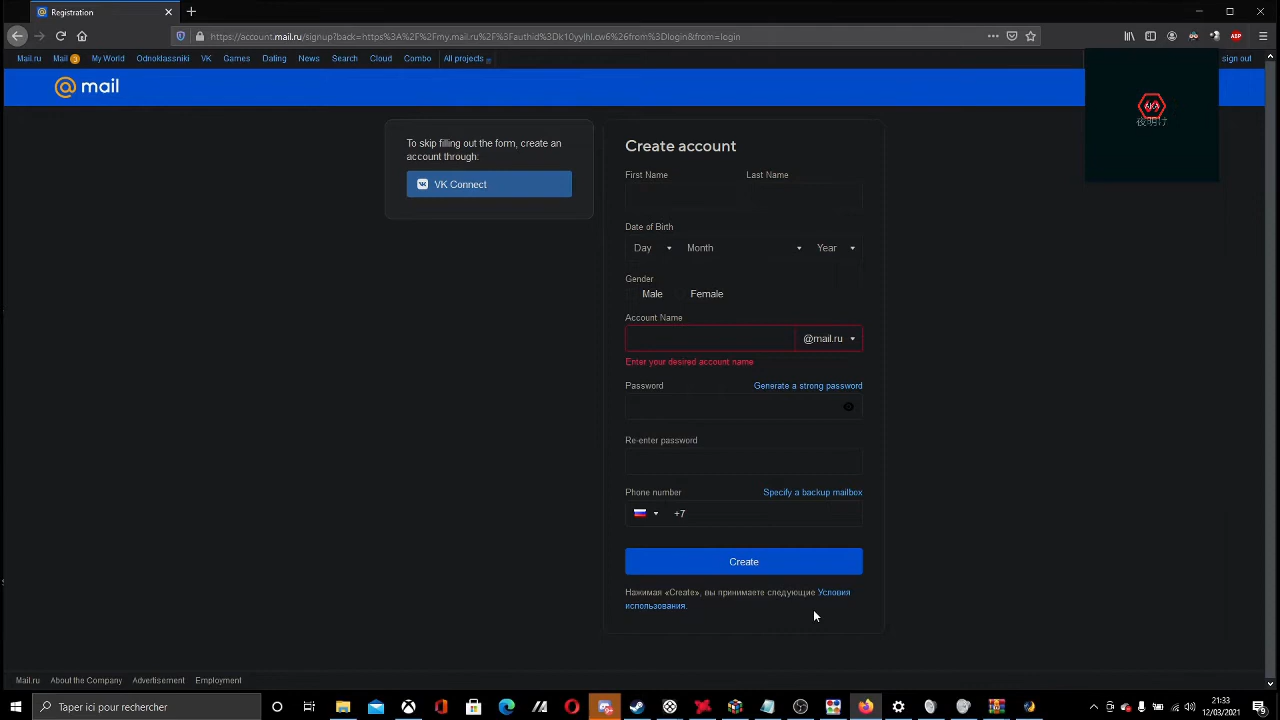 Registration
https://account.mail.ru/signup?back=https%3A%2F%2Fmy.mail.ru%2F%3Fauthid%3Dk10yylhl.cw6%26from%3Dlogin&from=login
ABP
Mail.ru Mail 3 My World Odnoklassniki VK Games Dating News Search Cloud Combo All projects
sign out
@ mail
夜明け
To skip filling out the form, create an
account through:
VK Connect
Create account
First Name Last Name
Date of Birth
Day Month Year
Gender
Male Female
Account Name
@mail.ru
Enter your desired account name
Password Generate a strong password
Re-enter password
Phone number Specify a backup mailbox
+7
Create
Нажимая «Create», вы принимаете следующие Условия
использования.
Mail.ru About the Company Advertisement Employment
Taper ici pour rechercher
21:33
12/03/2021